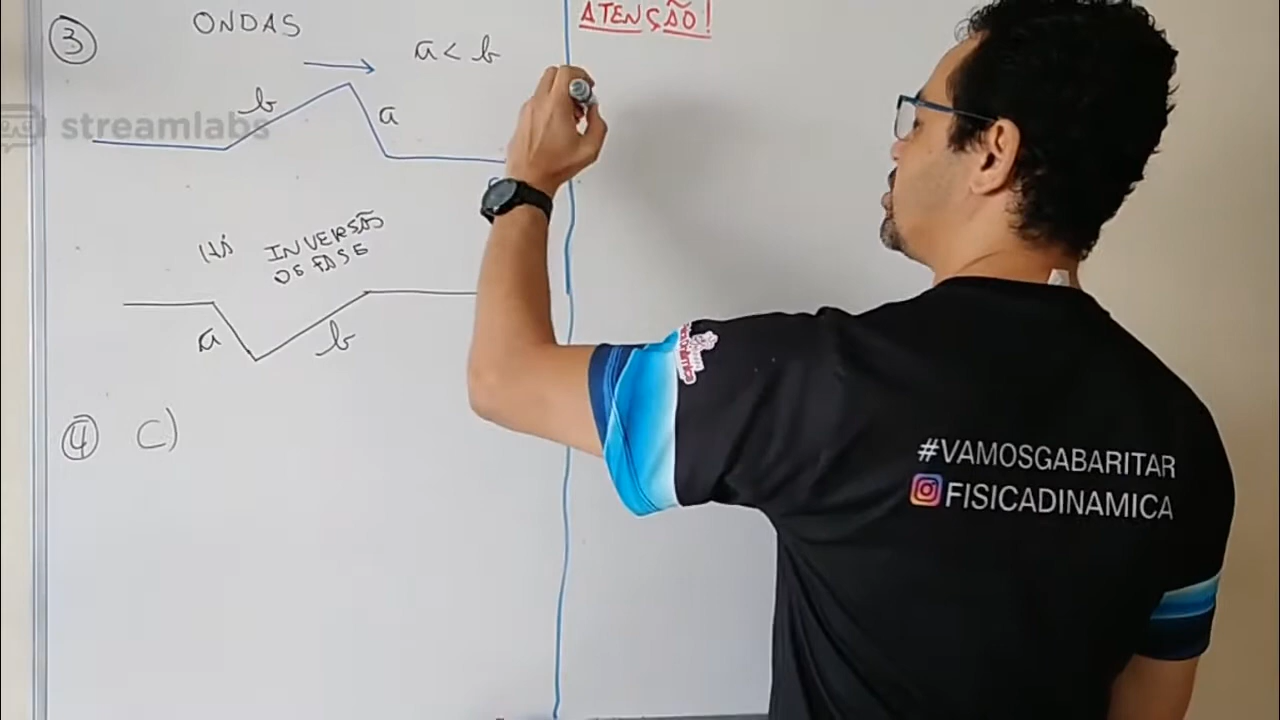 3
ONDAS
a < b
b
a
streamlabs
HÁ INVERSÃO
DE FASE
a
b
4 C)
ATENÇÃO!
#VAMOSGABARITAR
FISICADINAMICA